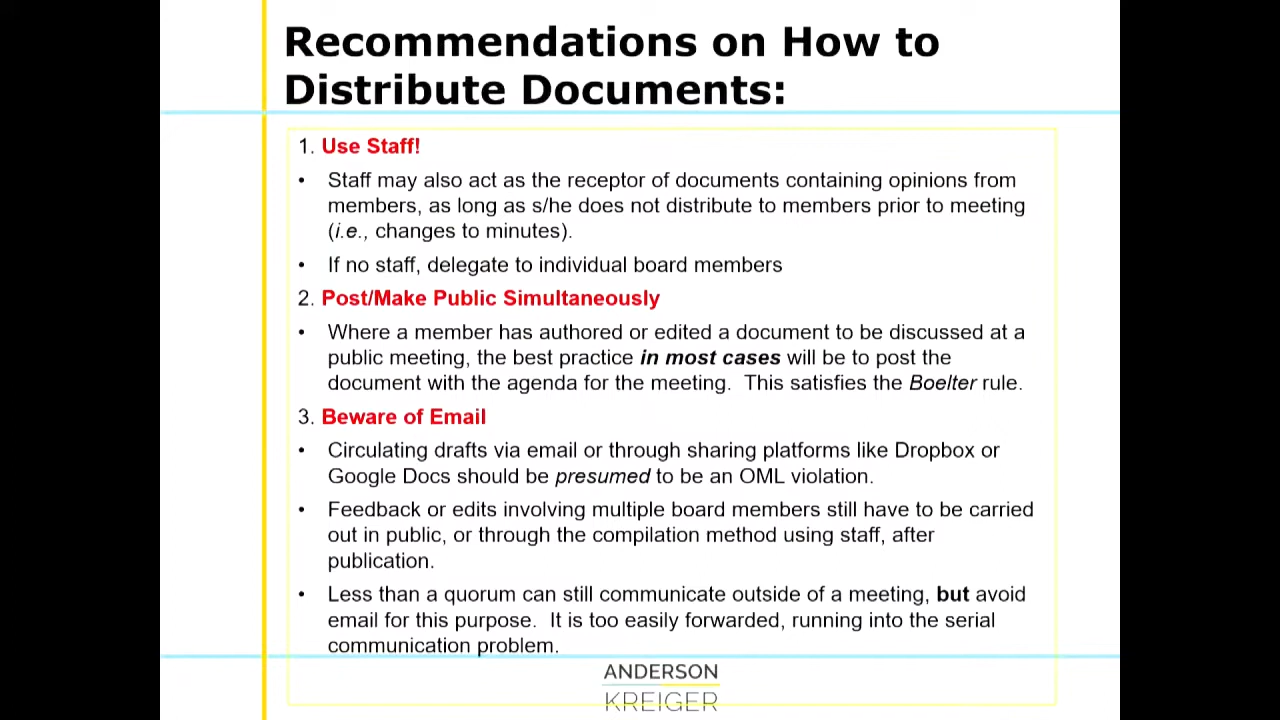 Recommendations on How to
Distribute Documents:
1. Use Staff!
• Staff may also act as the receptor of documents containing opinions from
members, as long as s/he does not distribute to members prior to meeting
(i.e., changes to minutes).
• If no staff, delegate to individual board members
2. Post/Make Public Simultaneously
• Where a member has authored or edited a document to be discussed at a
public meeting, the best practice in most cases will be to post the
document with the agenda for the meeting. This satisfies the Boelter rule.
3. Beware of Email
• Circulating drafts via email or through sharing platforms like Dropbox or
Google Docs should be presumed to be an OML violation.
• Feedback or edits involving multiple board members still have to be carried
out in public, or through the compilation method using staff, after
publication.
• Less than a quorum can still communicate outside of a meeting, but avoid
email for this purpose. It is too easily forwarded, running into the serial
communication problem.
ANDERSON
KREIGER